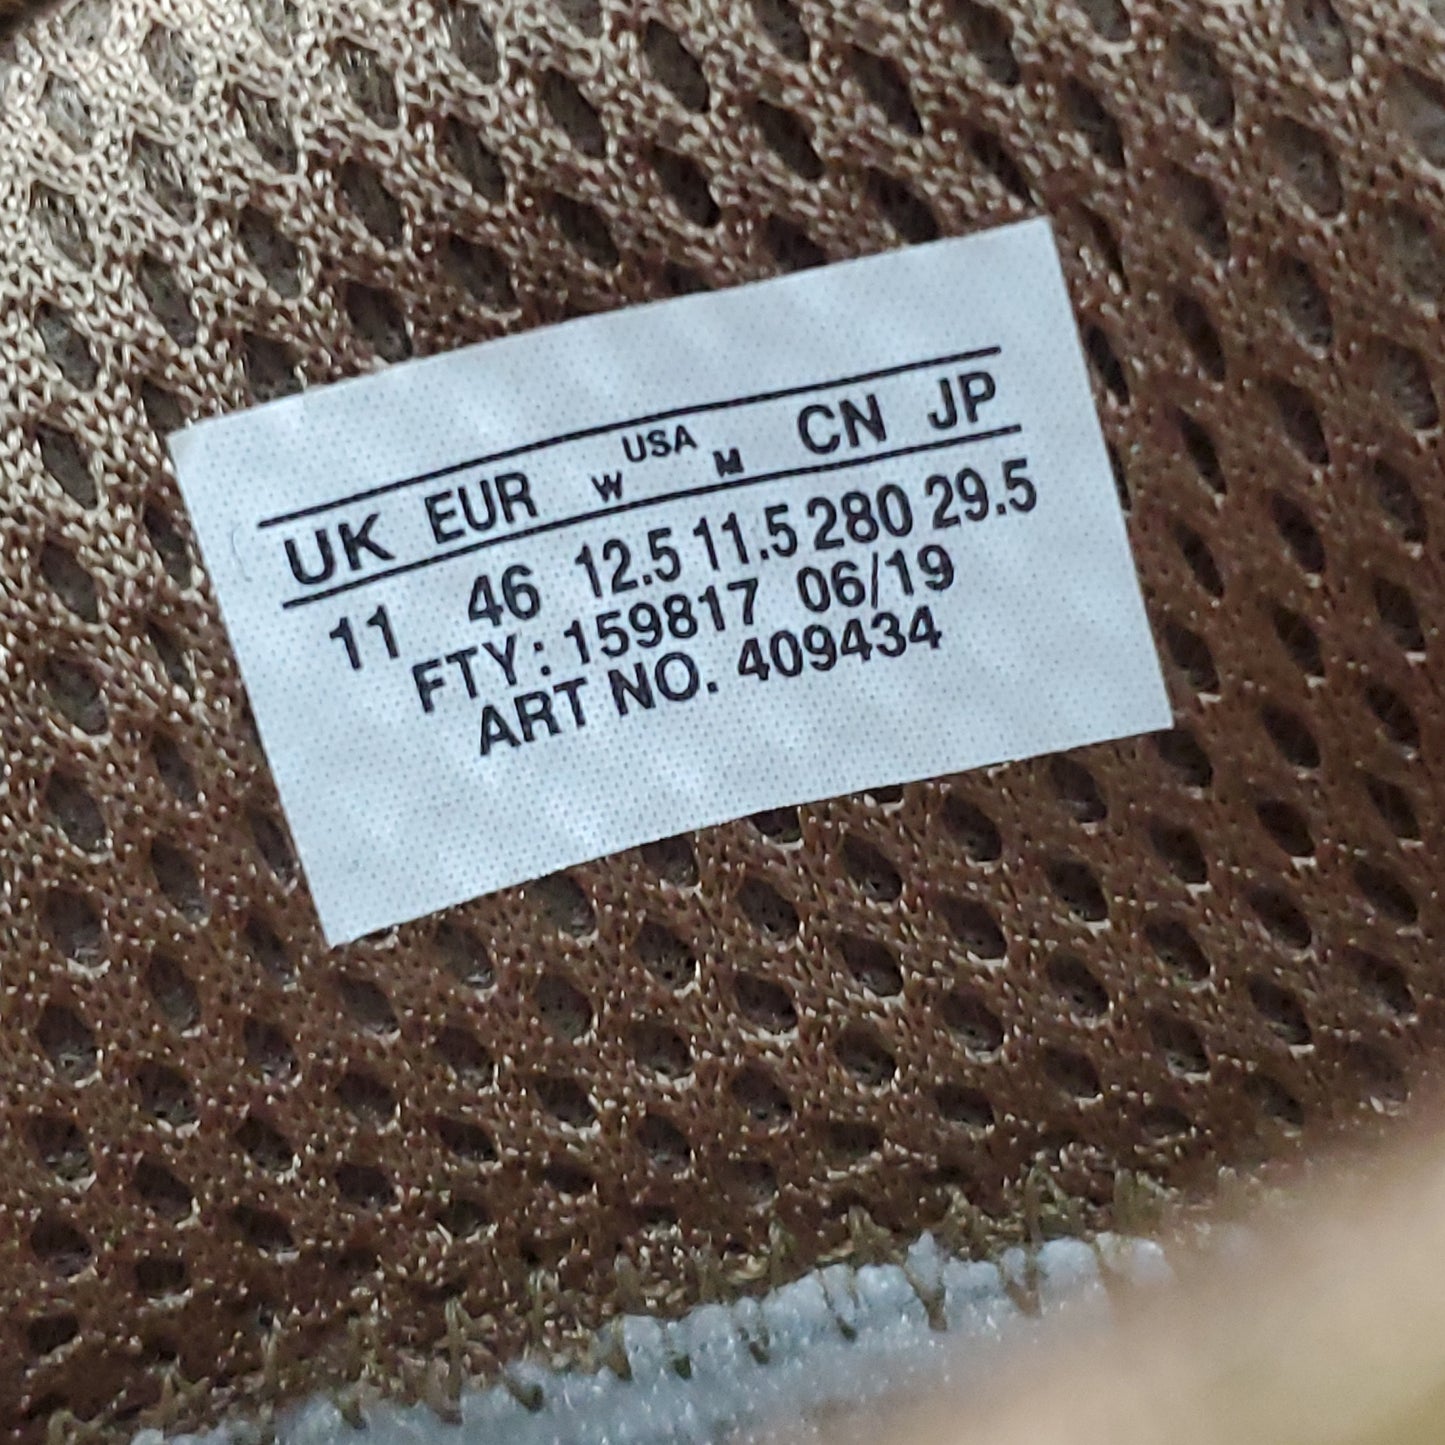 UK EUR W USA M CN JP
11 46 12.5 11.5 280 29.5
FTY: 159817 06/19
ART NO. 409434